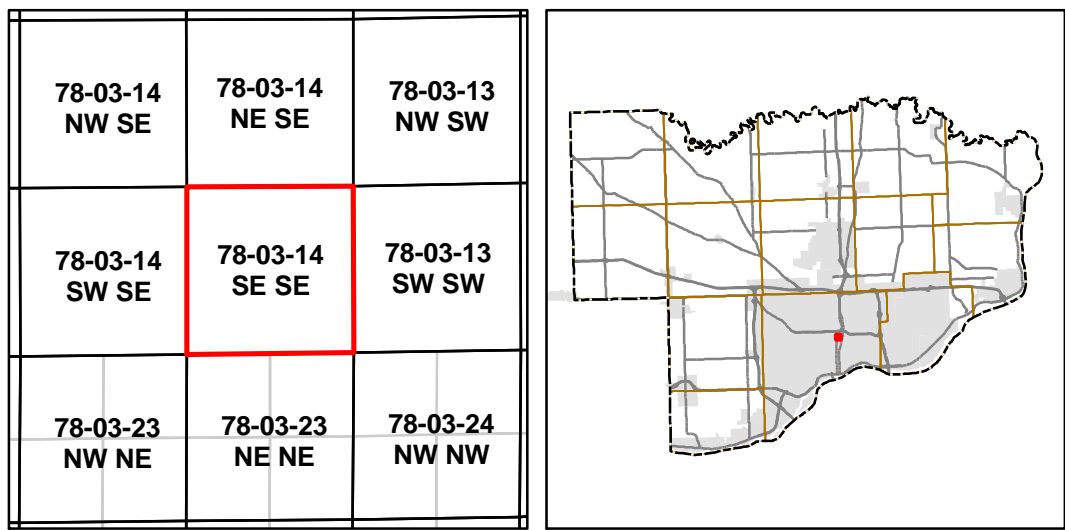 78-03-14
NW SE
78-03-14
NE SE
78-03-13
NW SW
78-03-14
SW SE
78-03-14
SE SE
78-03-13
SW SW
78-03-23
NW NE
78-03-23
NE NE
78-03-24
NW NW